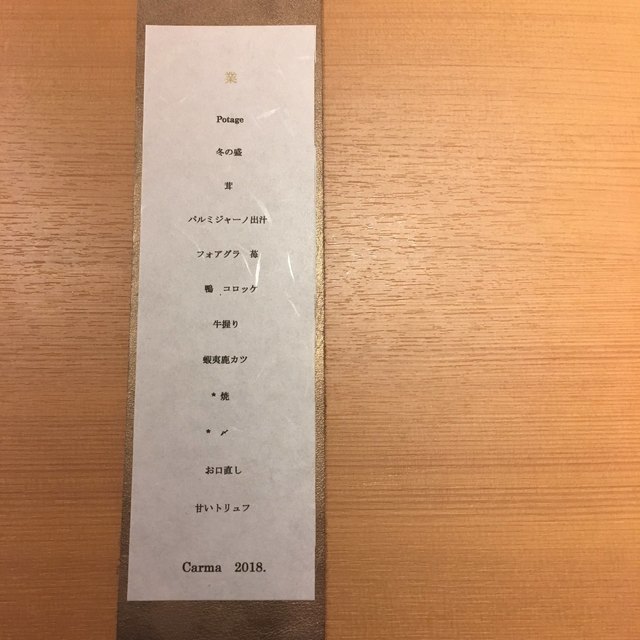 業
Potage
冬の盛
茸
パルミジャーノ出汁
フォアグラ　苺
鴨　コロッケ
牛握り
蝦夷鹿カツ
* 焼
* 〆
お口直し
甘いトリュフ
Carma 2018.